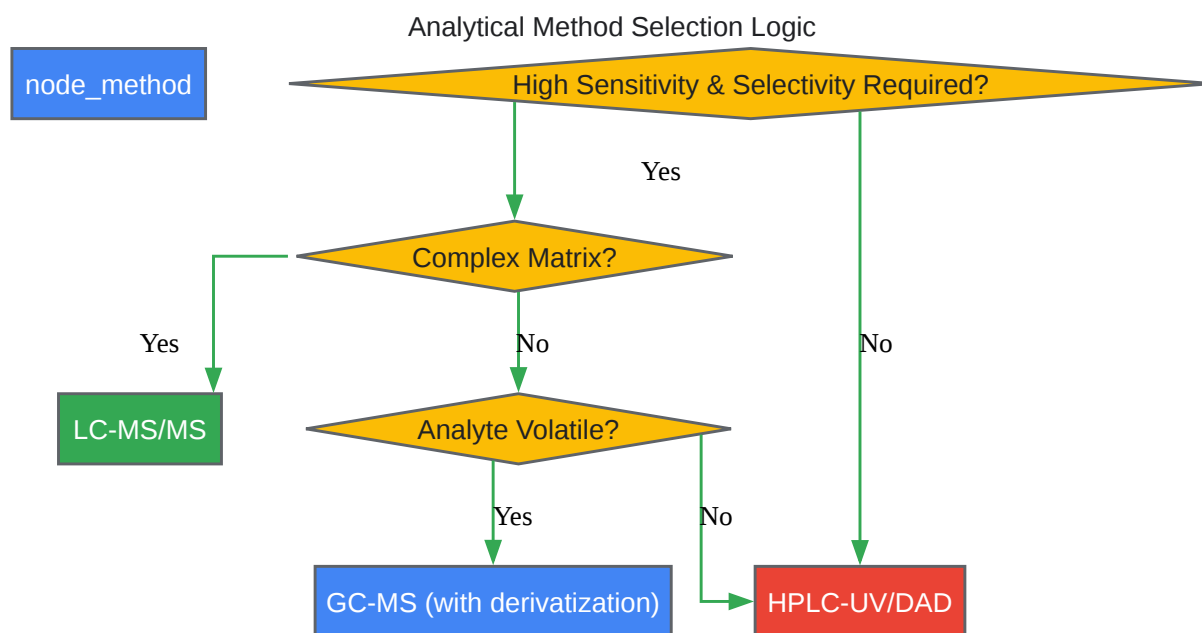 Analytical Method Selection Logic
node_method
High Sensitivity & Selectivity Required?
Yes
Complex Matrix?
Yes
No
No
LC-MS/MS
Analyte Volatile?
Yes
No
GC-MS (with derivatization)
HPLC-UV/DAD